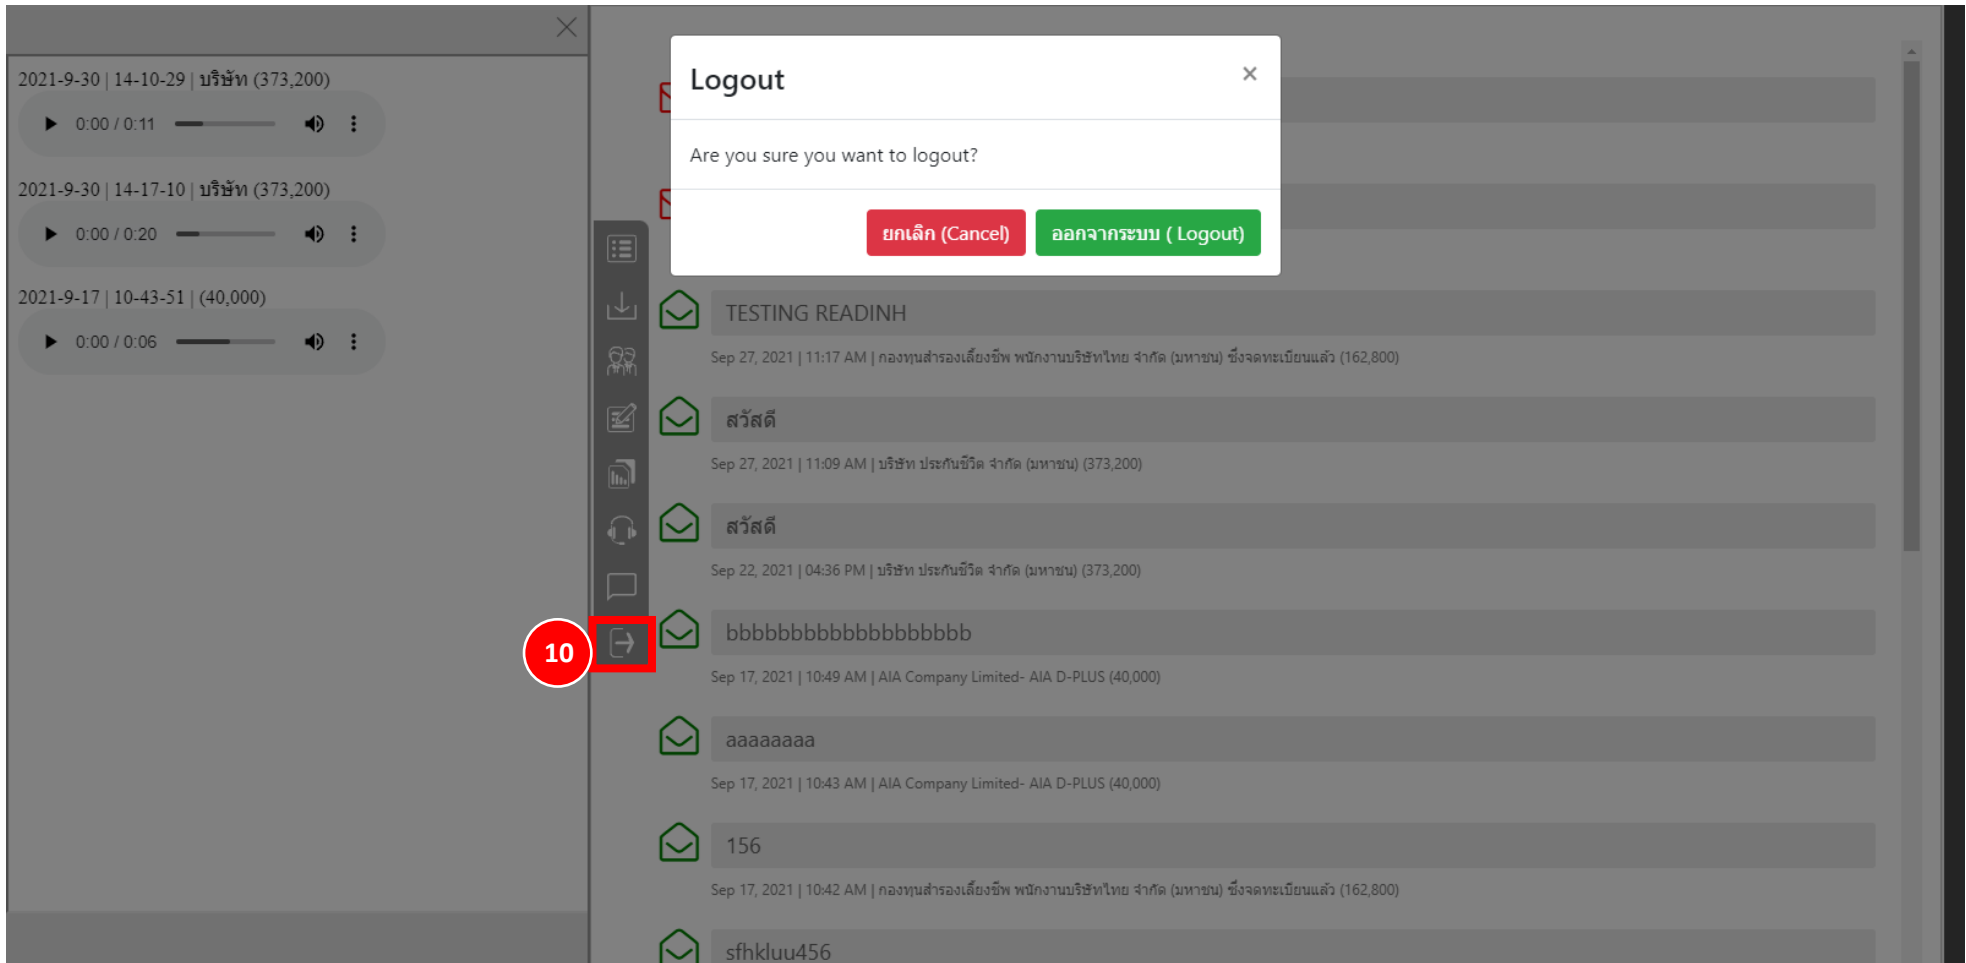 2021-9-30 | 14-10-29 | บริษัท (373,200)
0:00 / 0:11
2021-9-30 | 14-17-10 | บริษัท (373,200)
0:00 / 0:20
2021-9-17 | 10-43-51 | (40,000)
0:00 / 0:06
10
Logout
×
Are you sure you want to logout?
ยกเลิก (Cancel)
ออกจากระบบ ( Logout)
TESTING READINH
Sep 27, 2021 | 11:17 AM | กองทุนสำรองเลี้ยงชีพ พนักงานบริษัทไทย จำกัด (มหาชน) ซึ่งจดทะเบียนแล้ว (162,800)
สวัสดี
Sep 27, 2021 | 11:09 AM | บริษัท ประกันชีวิต จำกัด (มหาชน) (373,200)
สวัสดี
Sep 22, 2021 | 04:36 PM | บริษัท ประกันชีวิต จำกัด (มหาชน) (373,200)
bbbbbbbbbbbbbbbbbbb
Sep 17, 2021 | 10:49 AM | AIA Company Limited- AIA D-PLUS (40,000)
aaaaaaaa
Sep 17, 2021 | 10:43 AM | AIA Company Limited- AIA D-PLUS (40,000)
156
Sep 17, 2021 | 10:42 AM | กองทุนสำรองเลี้ยงชีพ พนักงานบริษัทไทย จำกัด (มหาชน) ซึ่งจดทะเบียนแล้ว (162,800)
sfhkluu456